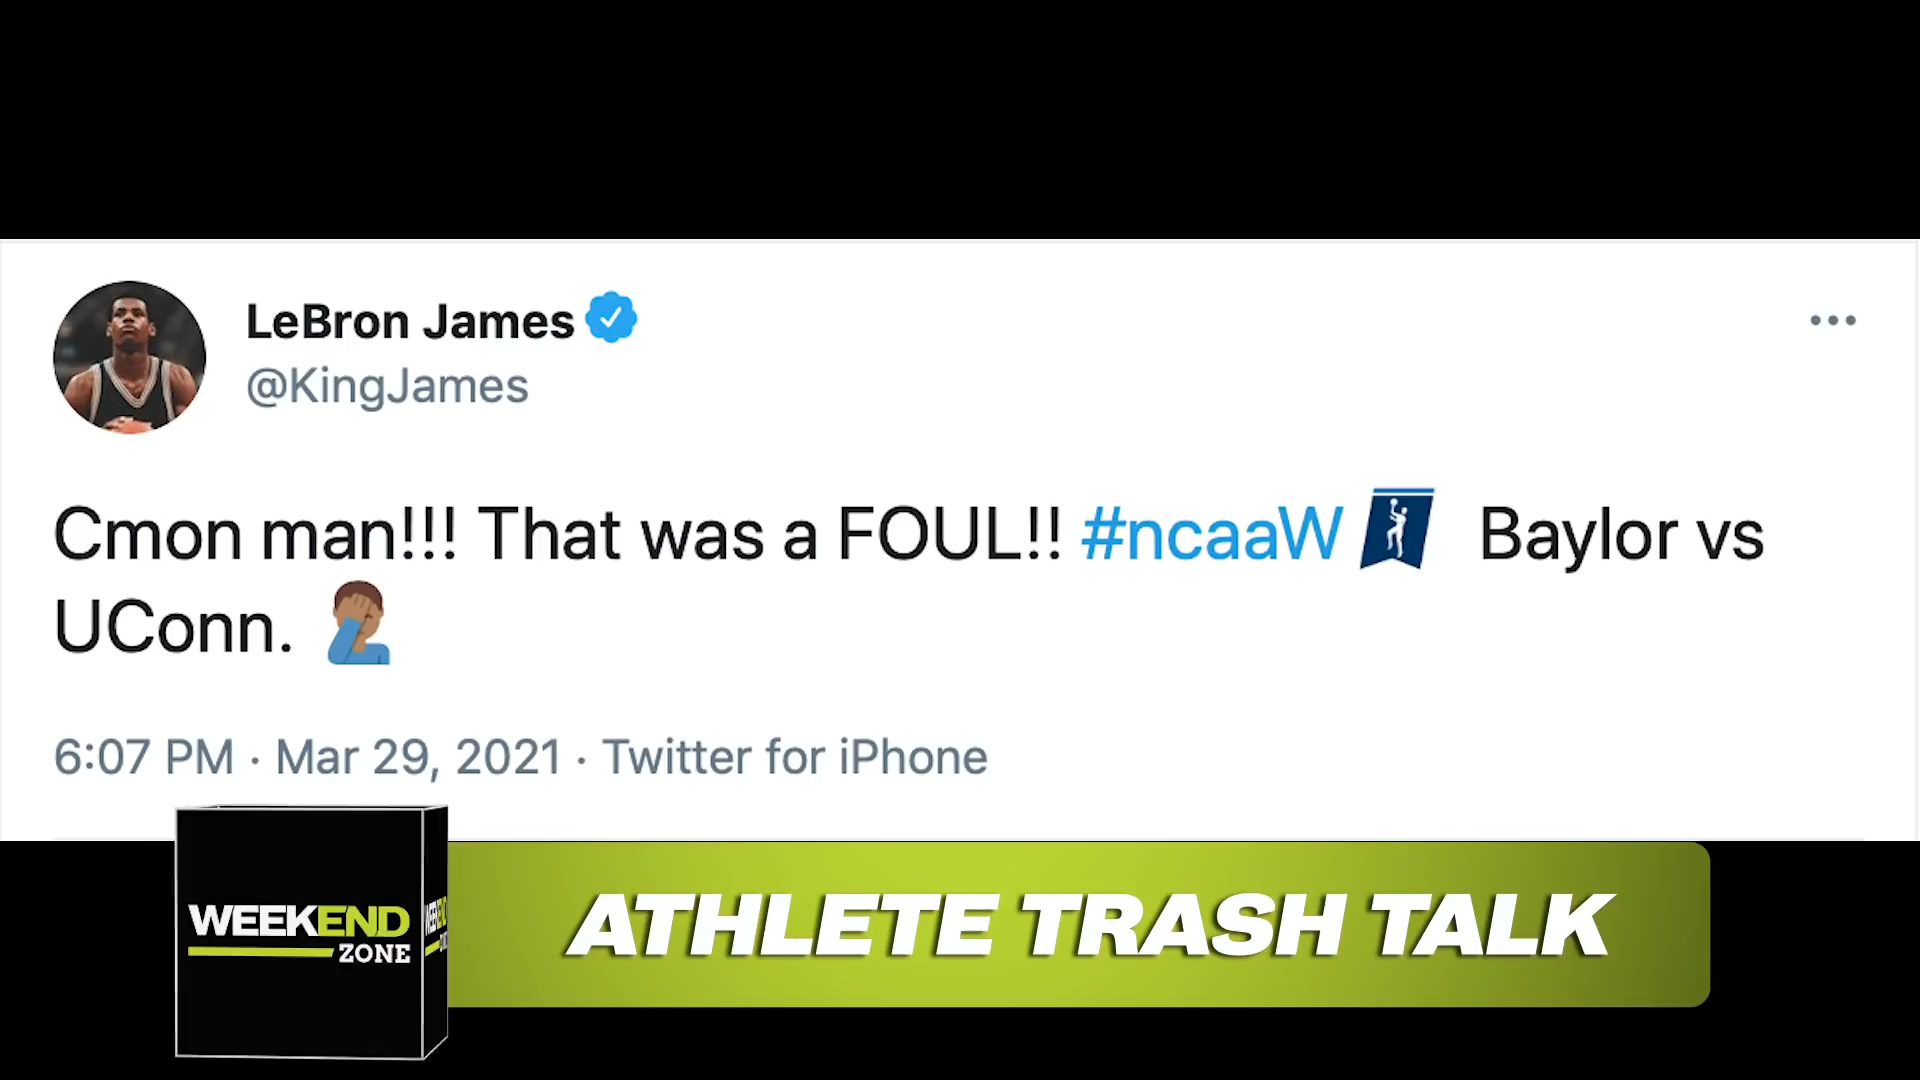 LeBron James
@KingJames
Cmon man!!! That was a FOUL!! #ncaaW Baylor vs
UConn. 🤦🏾‍♂️
6:07 PM · Mar 29, 2021 · Twitter for iPhone
WEEKEND
ZONE
ATHLETE TRASH TALK